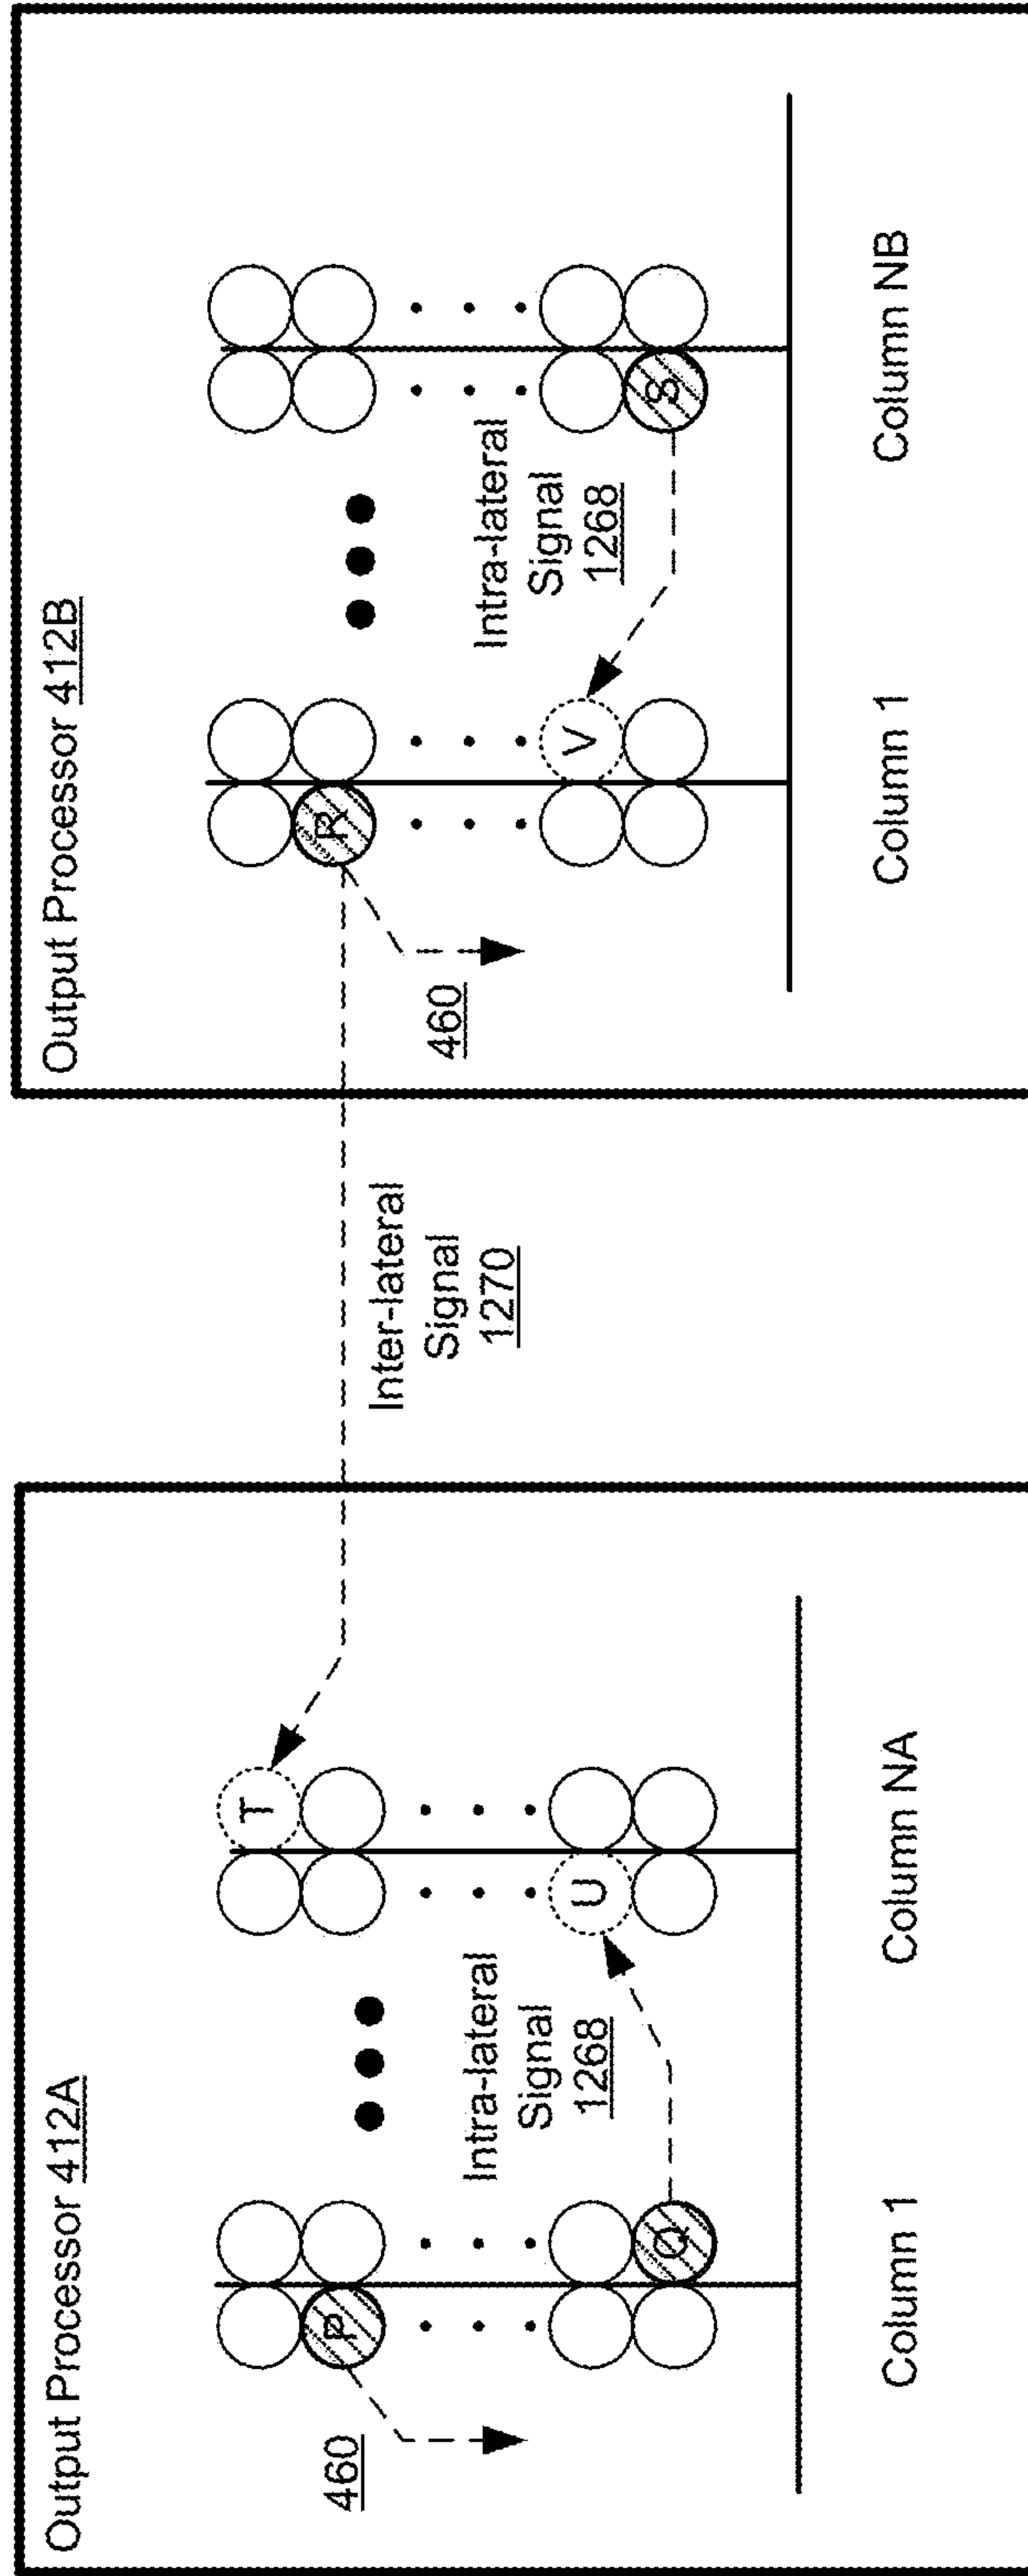 Output Processor 412A
460
P
Q
Intra-lateral
Signal
1268
T
U
Column 1
Column NA
Inter-lateral
Signal
1270
Output Processor 412B
460
R
V
Intra-lateral
Signal
1268
S
Column 1
Column NB